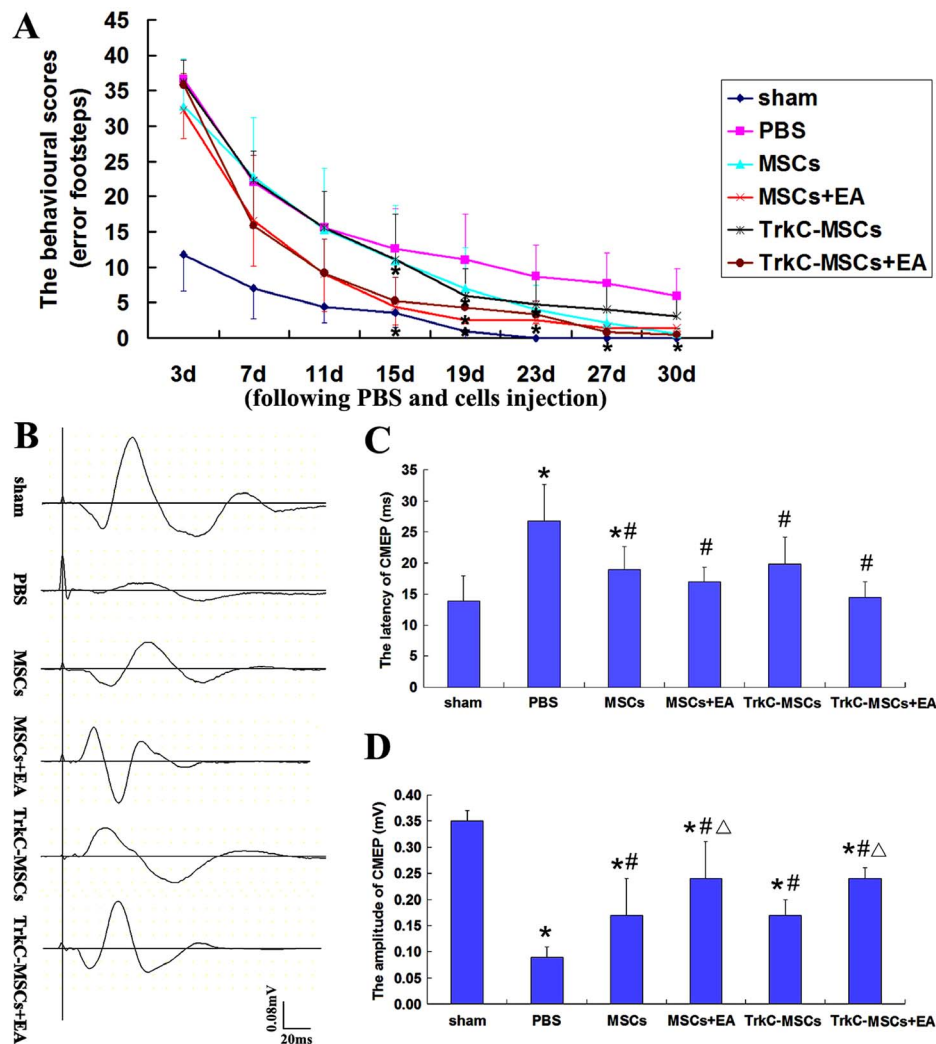 A
The behavioural scores
(error footsteps)
45
40
35
30
25
20
15
10
5
0
3d 7d 11d 15d 19d 23d 27d 30d
(following PBS and cells injection)
* * * * * * * * *
sham
PBS
MSCs
MSCs+EA
TrkC-MSCs
TrkC-MSCs+EA
B
sham
PBS
MSCs
MSCs+EA
TrkC-MSCs
TrkC-MSCs+EA
0.08mV
20ms
C
The latency of CMEP (ms)
35
30
25
20
15
10
5
0
* *# # # #
sham PBS MSCs MSCs+EA TrkC-MSCs TrkC-MSCs+EA
D
The amplitude of CMEP (mV)
0.40
0.35
0.30
0.25
0.20
0.15
0.10
0.05
0.00
* *# *#△ *# *#△
sham PBS MSCs MSCs+EA TrkC-MSCs TrkC-MSCs+EA